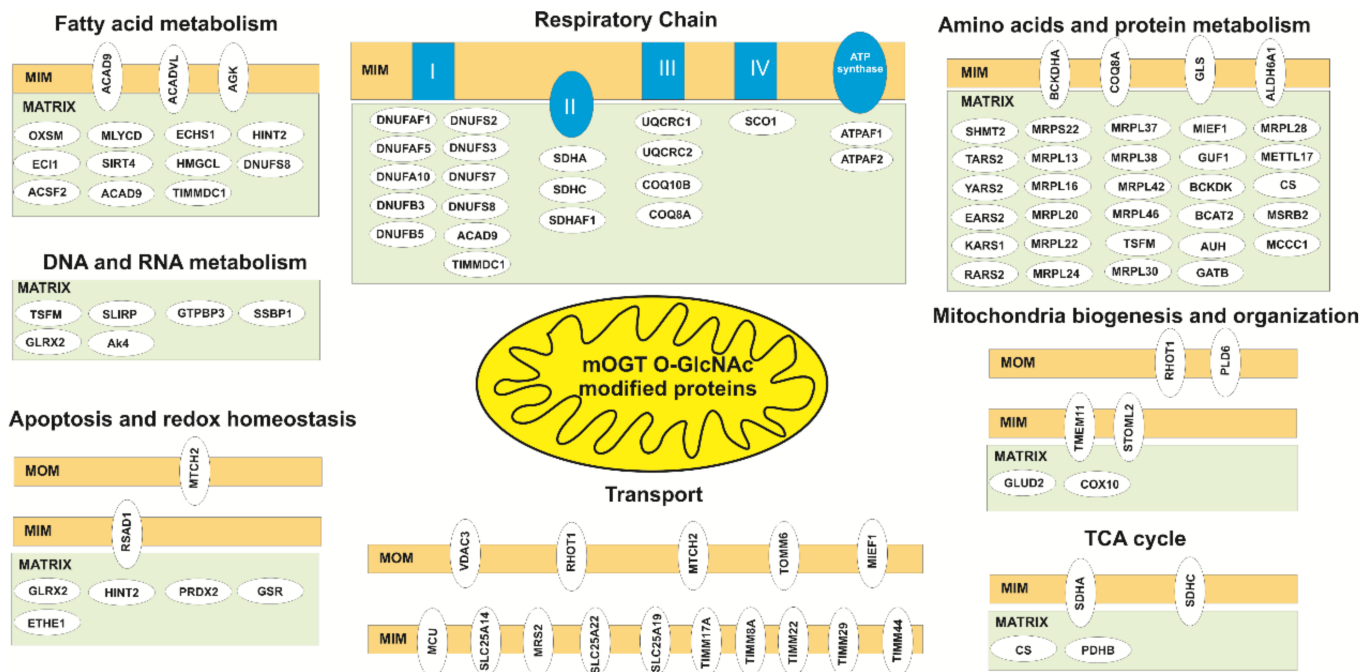 Fatty acid metabolism
MIM
ACAD9
ACADVL
AGK
MATRIX
OXSM MLYCD ECHS1 HINT2
ECI1 SIRT4 HMGCL DNUFS8
ACSF2 ACAD9 TIMMDC1
DNA and RNA metabolism
MATRIX
TSFM SLIRP GTPBP3 SSBP1
GLRX2 Ak4
Apoptosis and redox homeostasis
MOM
MTCH2
MIM
RSAD1
MATRIX
GLRX2 HINT2 PRDX2 GSR
ETHE1
Respiratory Chain
MIM
I
II
III
IV
ATP
synthase
DNUFAF1 DNUFS2
DNUFAF5 DNUFS3
DNUFA10 DNUFS7
DNUFB3 DNUFS8
DNUFB5 ACAD9
TIMMDC1
SDHA
SDHC
SDHAF1
UQCRC1
UQCRC2
COQ10B
COQ8A
SCO1
ATPAF1
ATPAF2
mOGT O-GlcNAc
modified proteins
Transport
MOM
VDAC3
RHOT1
MTCH2
TOMM6
MIEF1
MIM
MCU
SLC25A14
MRS2
SLC25A22
SLC25A19
TIMM17A
TIMM8A
TIMM22
TIMM29
TIMM44
Amino acids and protein metabolism
MIM
BCKDHA
COQ8A
GLS
ALDH6A1
MATRIX
SHMT2 MRPS22 MRPL37 MIEF1 MRPL28
TARS2 MRPL13 MRPL38 GUF1 METTL17
YARS2 MRPL16 MRPL42 BCKDK CS
EARS2 MRPL20 MRPL46 BCAT2 MSRB2
KARS1 MRPL22 TSFM AUH MCCC1
RARS2 MRPL24 MRPL30 GATB
Mitochondria biogenesis and organization
MOM
RHOT1
PLD6
MIM
TMEM11
STOML2
MATRIX
GLUD2 COX10
TCA cycle
MIM
SDHA
SDHC
MATRIX
CS PDHB